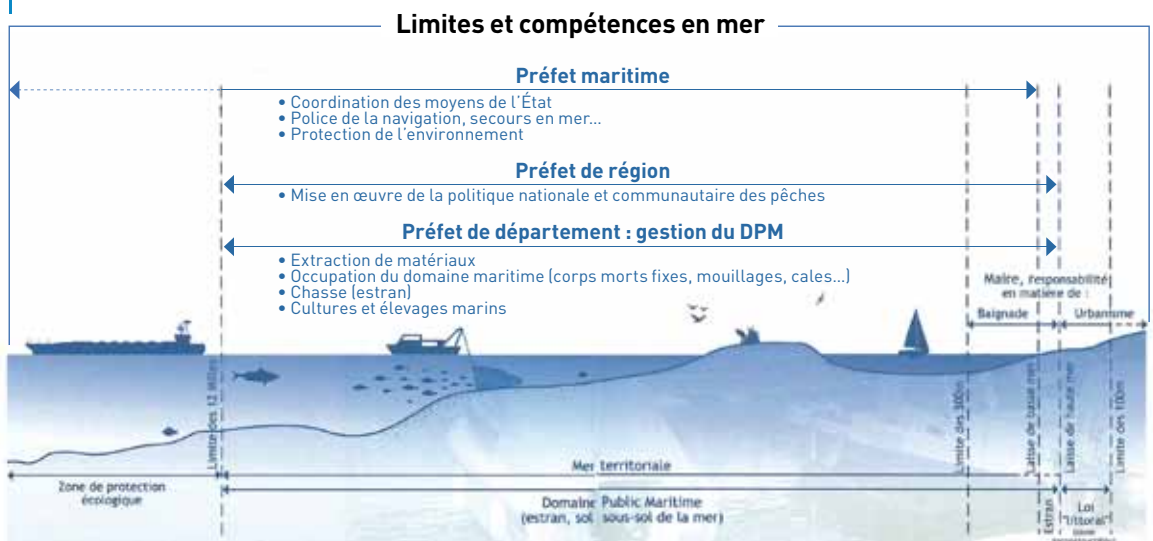 Limites et compétences en mer
Préfet maritime
• Coordination des moyens de l'État
• Police de la navigation, secours en mer...
• Protection de l'environnement
Préfet de région
• Mise en œuvre de la politique nationale et communautaire des pêches
Préfet de département : gestion du DPM
• Extraction de matériaux
• Occupation du domaine maritime (corps morts fixes, mouillages, cales...)
• Chasse (estran)
• Cultures et élevages marins
Maire, responsabilité
en matière de :
Baignade
Urbanisme
Limite des 12 Milles
Limite des 300m
Laisse de basse mer
Laisse de haute mer
Limite des 100m
Mer territoriale
Zone de protection
écologique
Domaine Public Maritime
(estran, sol sous-sol de la mer)
Estran
Loi
"littoral"